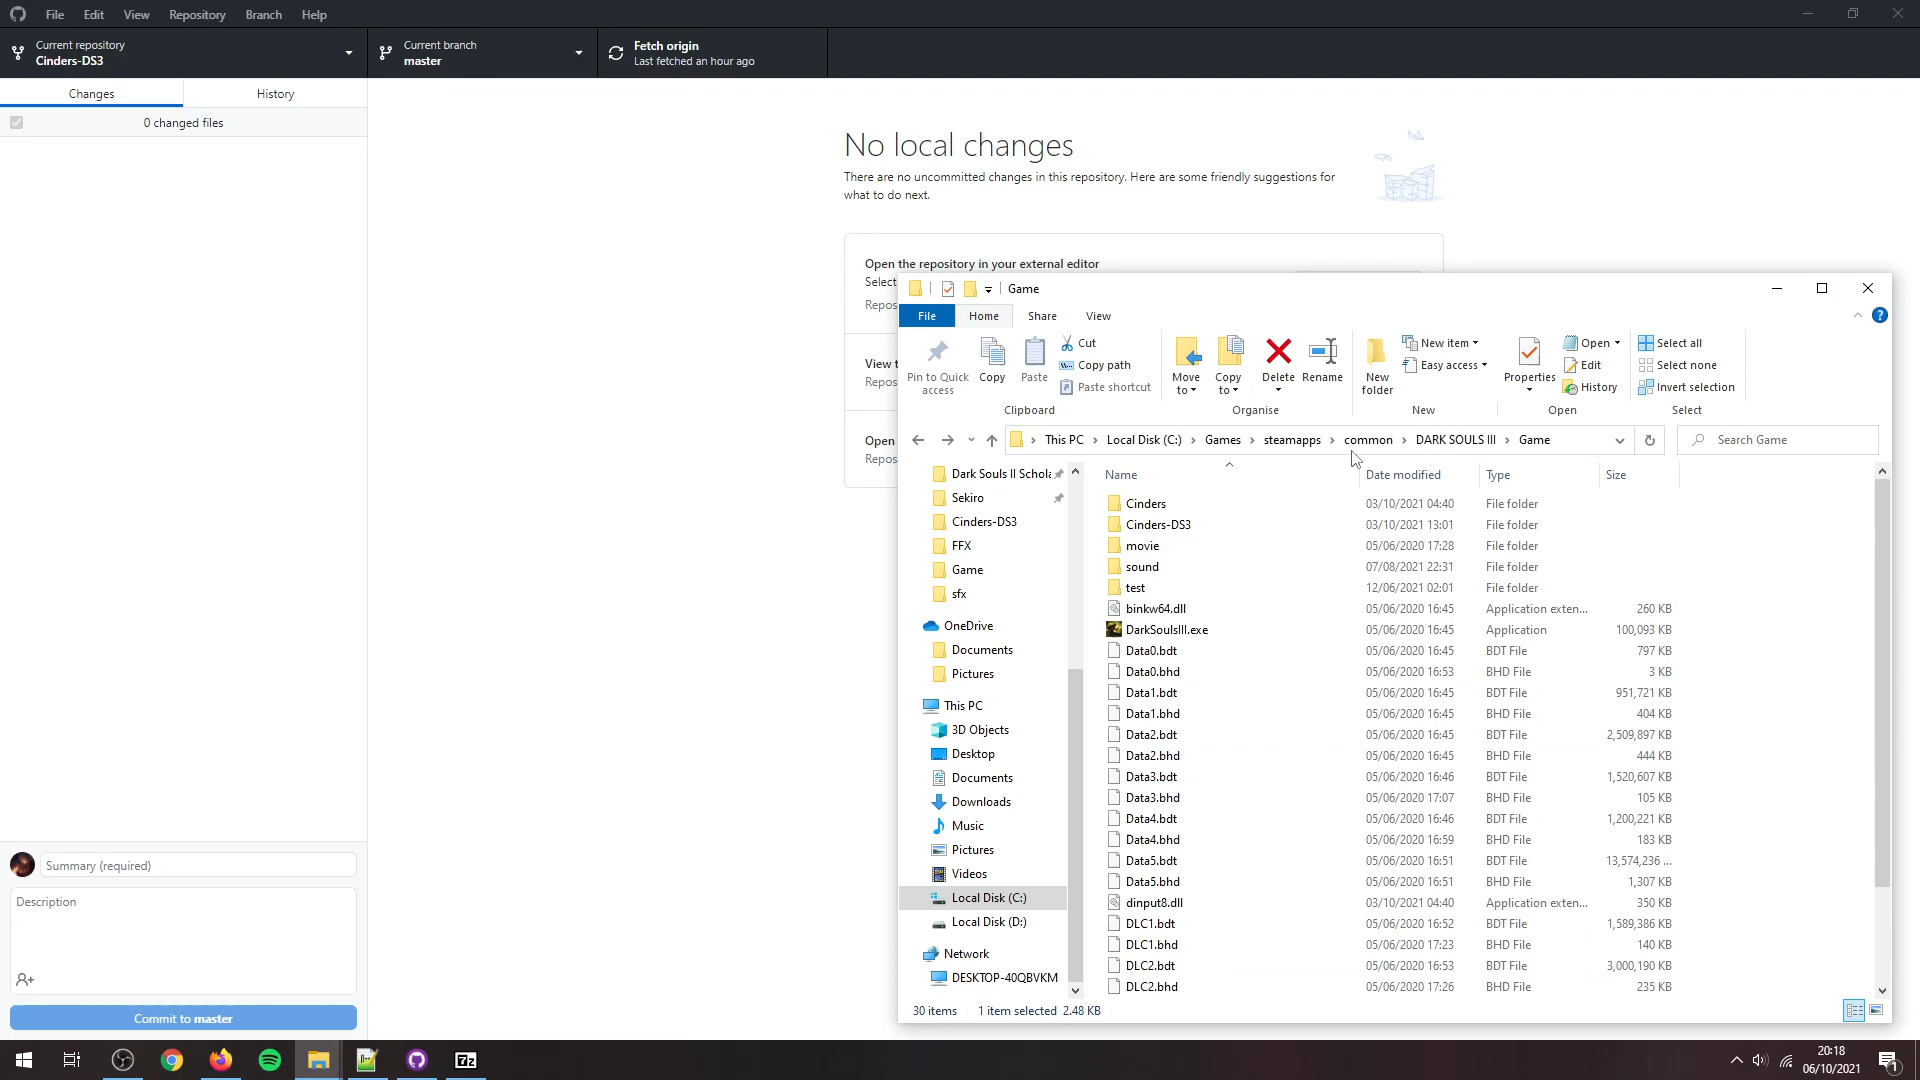 File Edit View Repository Branch Help
Current repository
Cinders-DS3
Current branch
master
Fetch origin
Last fetched an hour ago
Changes History
0 changed files
No local changes
There are no uncommitted changes in this repository. Here are some friendly suggestions for
what to do next.
Open the repository in your external editor
Select
Repos
View t
Repos
Open
Repos
Summary (required)
Description
Commit to master
Game
File Home Share View
Pin to Quick
access
Copy
Paste
Cut
Copy path
Paste shortcut
Clipboard
Move
to
Copy
to
Delete
Rename
Organise
New
folder
New item
Easy access
New
Properties
Open
Edit
History
Open
Select all
Select none
Invert selection
Select
This PC Local Disk (C:) Games steamapps common DARK SOULS III Game
Search Game
Dark Souls II Schola
Sekiro
Cinders-DS3
FFX
Game
sfx
OneDrive
Documents
Pictures
This PC
3D Objects
Desktop
Documents
Downloads
Music
Pictures
Videos
Local Disk (C:)
Local Disk (D:)
Network
DESKTOP-40QBVKM
Name Date modified Type Size
Cinders 03/10/2021 04:40 File folder
Cinders-DS3 03/10/2021 13:01 File folder
movie 05/06/2020 17:28 File folder
sound 07/08/2021 22:31 File folder
test 12/06/2021 02:01 File folder
binkw64.dll 05/06/2020 16:45 Application exten... 260 KB
DarkSoulsIII.exe 05/06/2020 16:45 Application 100,093 KB
Data0.bdt 05/06/2020 16:45 BDT File 797 KB
Data0.bhd 05/06/2020 16:53 BHD File 3 KB
Data1.bdt 05/06/2020 16:45 BDT File 951,721 KB
Data1.bhd 05/06/2020 16:45 BHD File 404 KB
Data2.bdt 05/06/2020 16:45 BDT File 2,509,897 KB
Data2.bhd 05/06/2020 16:45 BHD File 444 KB
Data3.bdt 05/06/2020 16:46 BDT File 1,520,607 KB
Data3.bhd 05/06/2020 17:07 BHD File 105 KB
Data4.bdt 05/06/2020 16:46 BDT File 1,200,221 KB
Data4.bhd 05/06/2020 16:59 BHD File 183 KB
Data5.bdt 05/06/2020 16:51 BDT File 13,574,236 ...
Data5.bhd 05/06/2020 16:51 BHD File 1,307 KB
dinput8.dll 03/10/2021 04:40 Application exten... 350 KB
DLC1.bdt 05/06/2020 16:52 BDT File 1,589,386 KB
DLC1.bhd 05/06/2020 17:23 BHD File 140 KB
DLC2.bdt 05/06/2020 16:53 BDT File 3,000,190 KB
DLC2.bhd 05/06/2020 17:26 BHD File 235 KB
30 items 1 item selected 2.48 KB
7z
20:18
06/10/2021
1